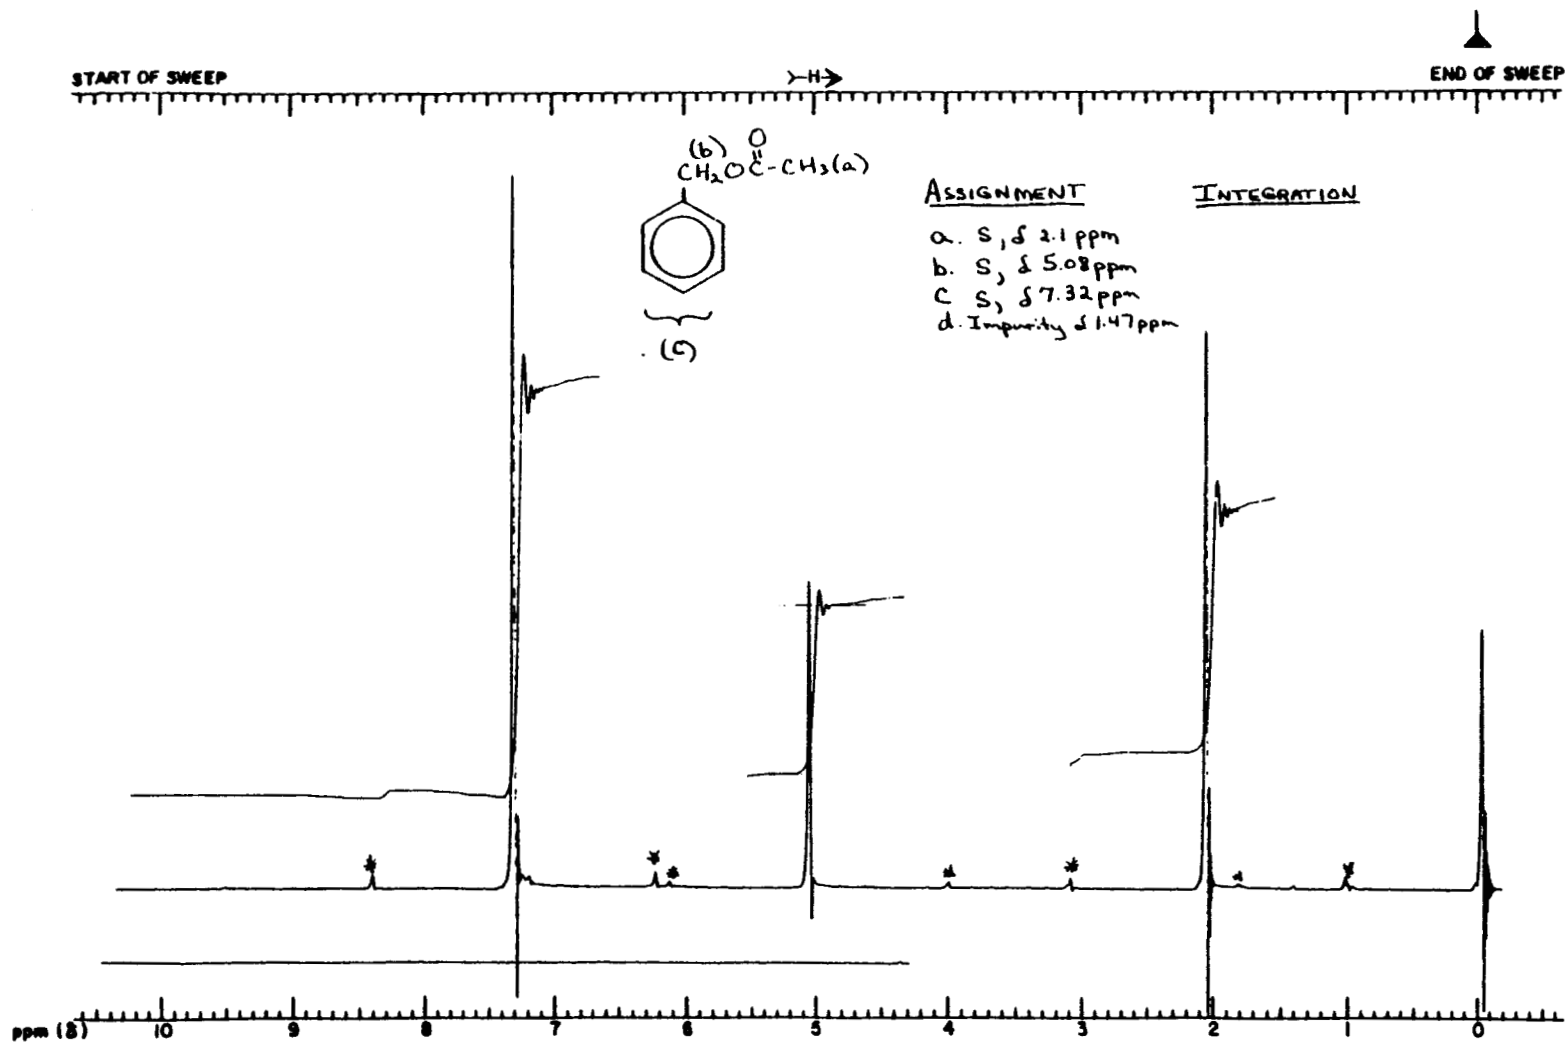 START OF SWEEP
H
END OF SWEEP
(b)
O
CH₂OC-CH₃(a)
(C)
ASSIGNMENT INTEGRATION
a. S, δ 2.1 ppm
b. S, δ 5.08 ppm
C S, δ 7.32 ppm
d. Impurity δ 1.47 ppm
* * * * * * *
ppm (δ) 10 9 8 7 6 5 4 3 2 1 0